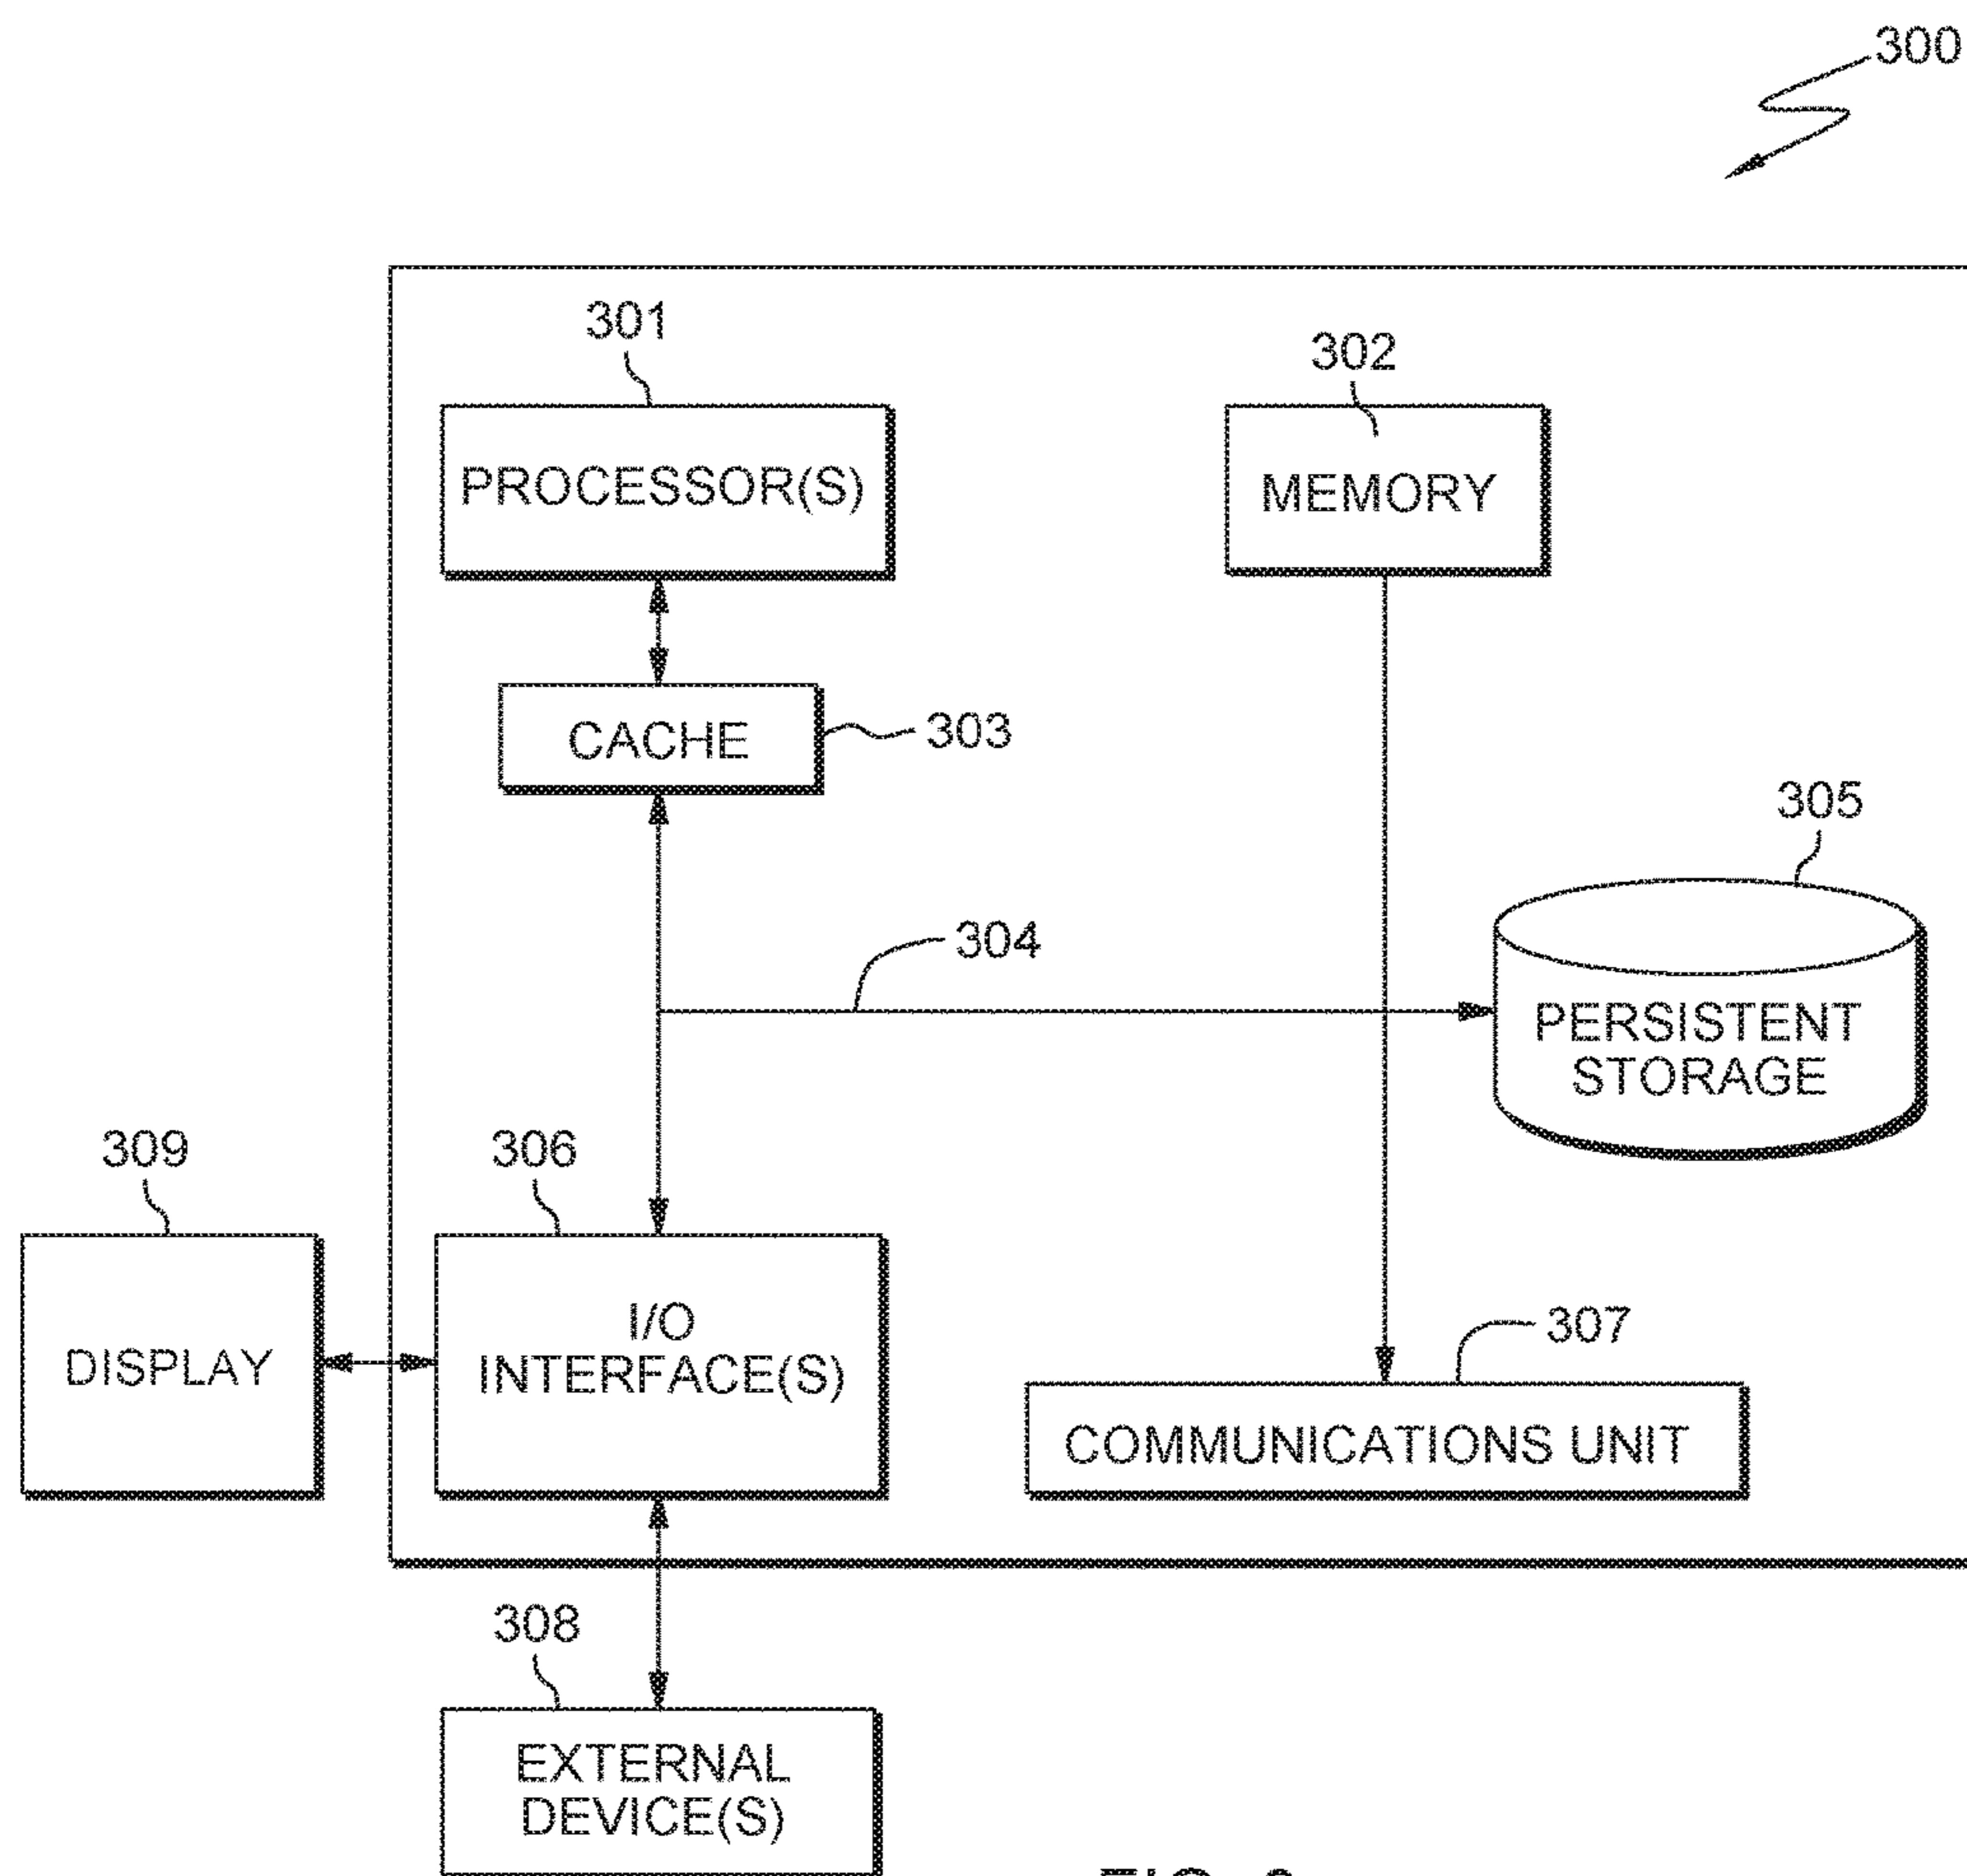 300
301
302
PROCESSOR(S)
MEMORY
CACHE
303
305
304
PERSISTENT
STORAGE
309
306
DISPLAY
I/O
INTERFACE(S)
307
COMMUNICATIONS UNIT
308
EXTERNAL
DEVICE(S)